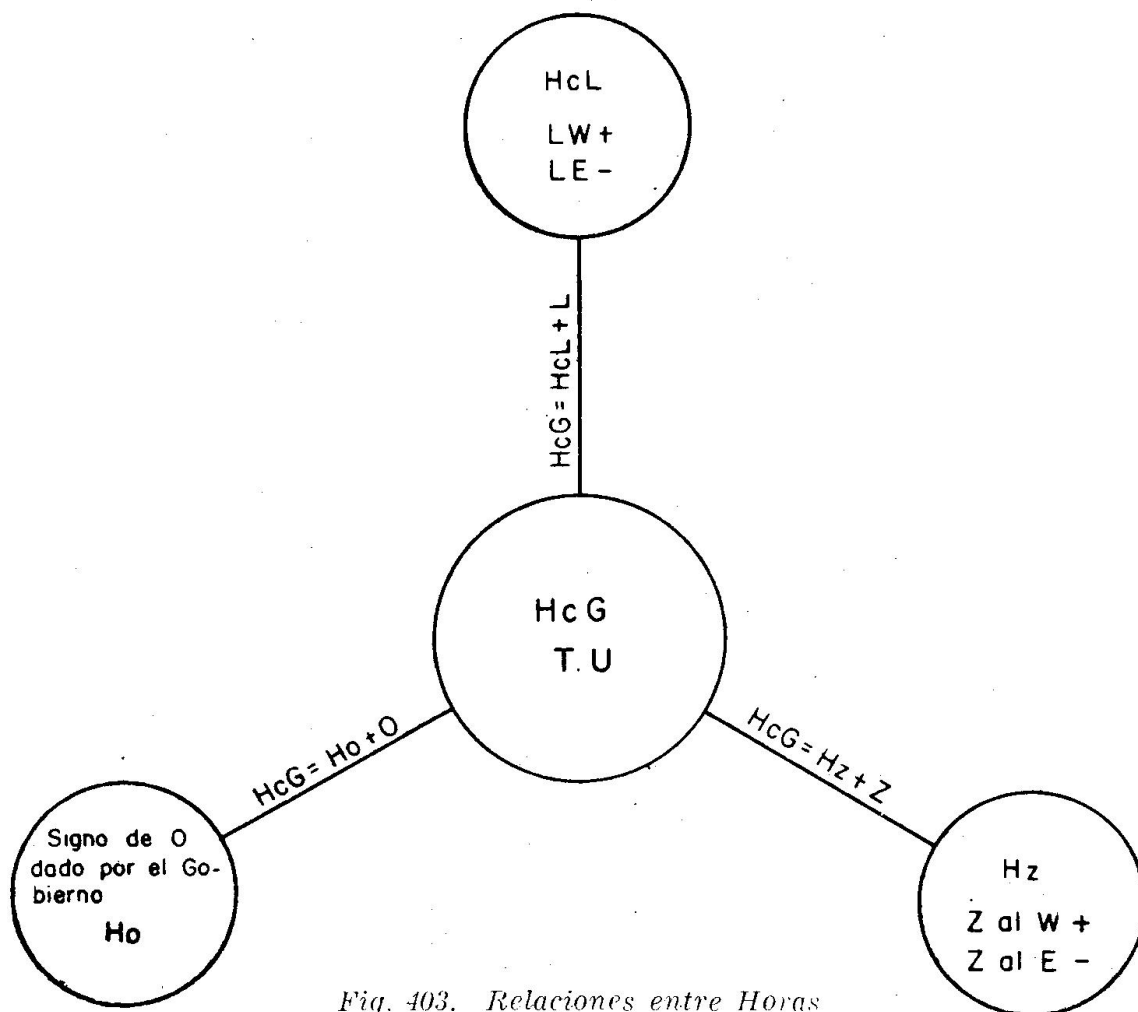 HcL
LW +
LE -
HcG = HcL + L
HcG
T. U
HcG = Ho + O
HcG = Hz + Z
Signo de O
dado por el Go-
bierno
Ho
Hz
Z al W +
Z al E -
Fig. 403. Relaciones entre Horas